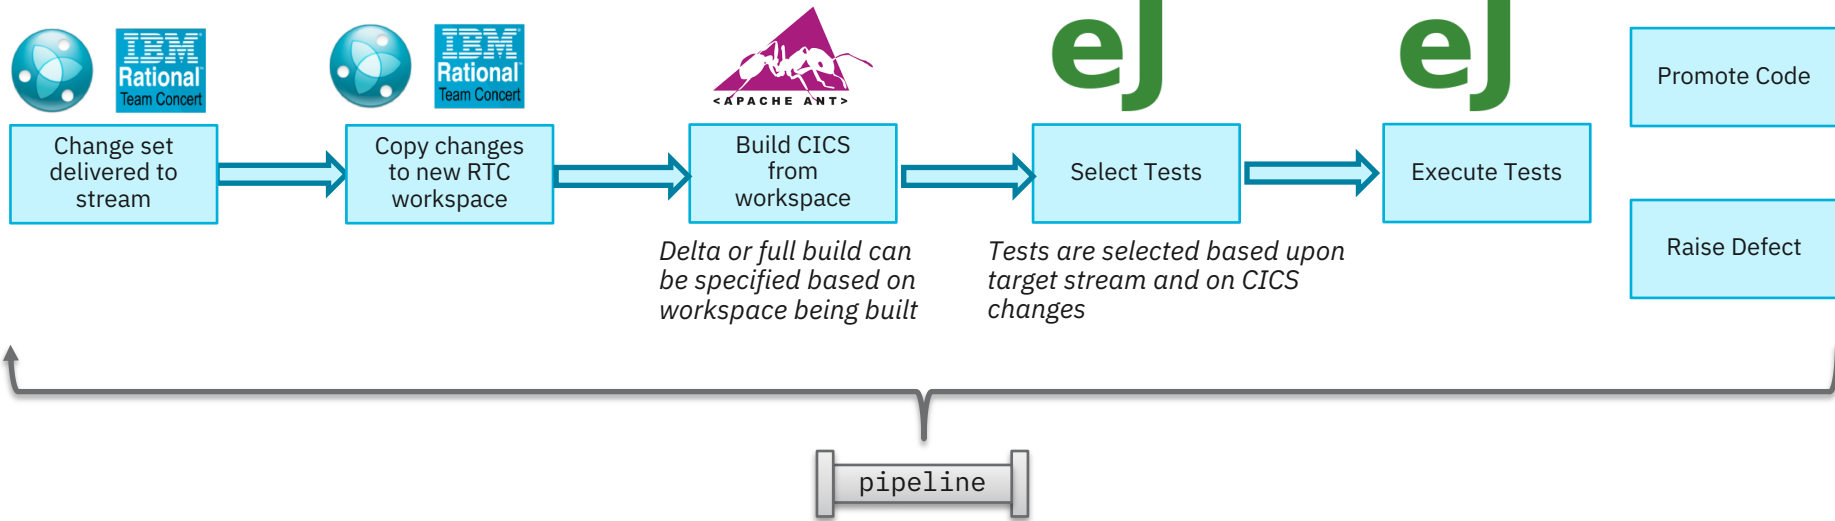 IBM
Rational
Team Concert
IBM
Rational
Team Concert
<APACHE ANT>
eJ
eJ
Change set
delivered to
stream
Copy changes
to new RTC
workspace
Build CICS
from
workspace
Select Tests
Execute Tests
Promote Code
Raise Defect
Delta or full build can
be specified based on
workspace being built
Tests are selected based upon
target stream and on CICS
changes
pipeline